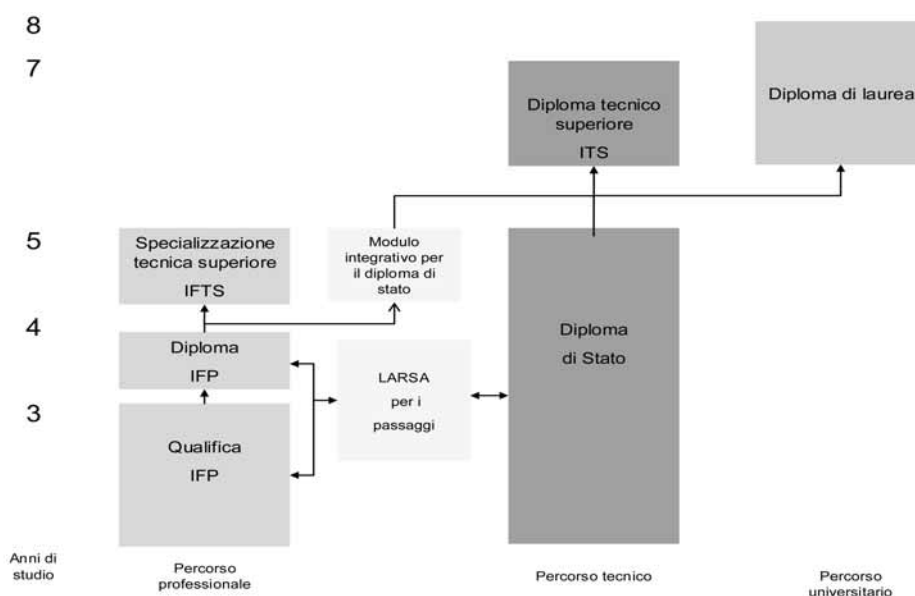 8
7
Diploma tecnico
superiore
ITS
Diploma di laurea
5
Specializzazione
tecnica superiore
IFTS
Modulo
integrativo per
il diploma di
stato
4
Diploma
IFP
LARSA
per i
passaggi
Diploma
di Stato
3
Qualifica
IFP
Anni di
studio
Percorso
professionale
Percorso tecnico
Percorso
universitario